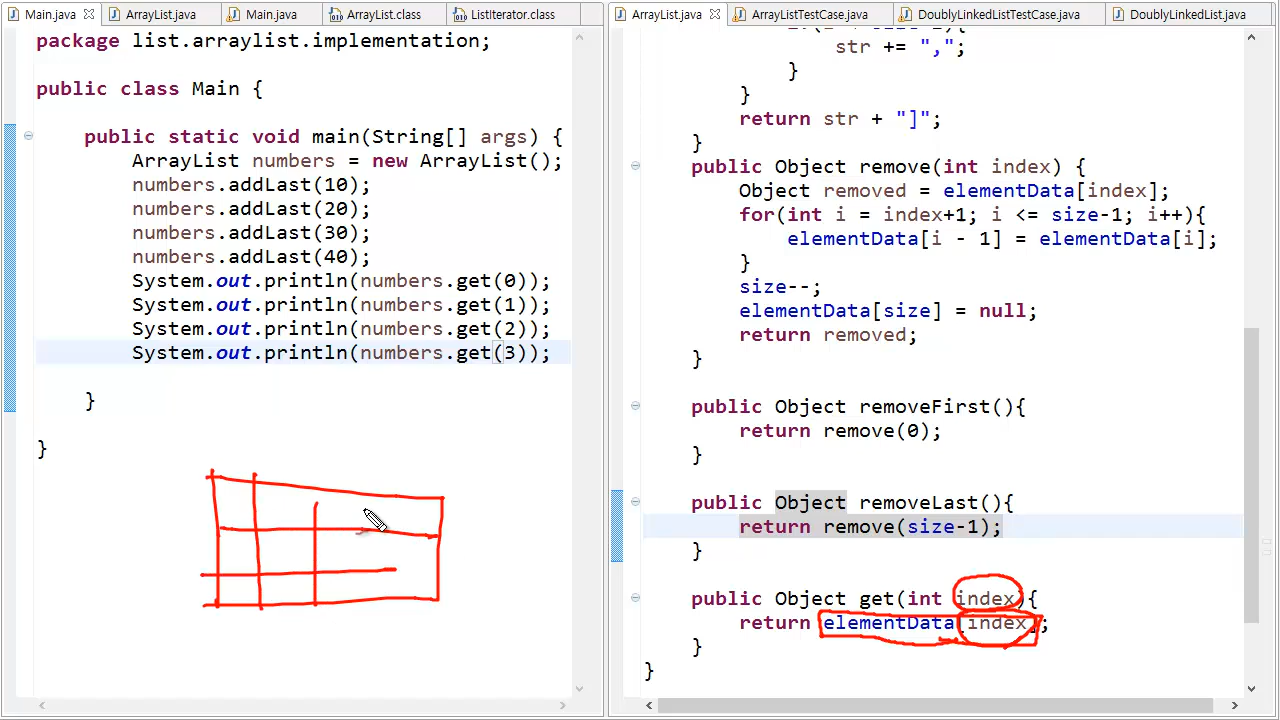 Main.java ArrayList.java Main.java ArrayList.class ListIterator.class
package list.arraylist.implementation;
public class Main {
public static void main(String[] args) {
ArrayList numbers = new ArrayList();
numbers.addLast(10);
numbers.addLast(20);
numbers.addLast(30);
numbers.addLast(40);
System.out.println(numbers.get(0));
System.out.println(numbers.get(1));
System.out.println(numbers.get(2));
System.out.println(numbers.get(3));
}
}
ArrayList.java ArrayListTestCase.java DoublyLinkedListTestCase.java DoublyLinkedList.java
str += ",";
}
}
return str + "]";
}
public Object remove(int index) {
Object removed = elementData[index];
for(int i = index+1; i <= size-1; i++){
elementData[i - 1] = elementData[i];
}
size--;
elementData[size] = null;
return removed;
}
public Object removeFirst(){
return remove(0);
}
public Object removeLast(){
return remove(size-1);
}
public Object get(int index){
return elementData[index];
}
}